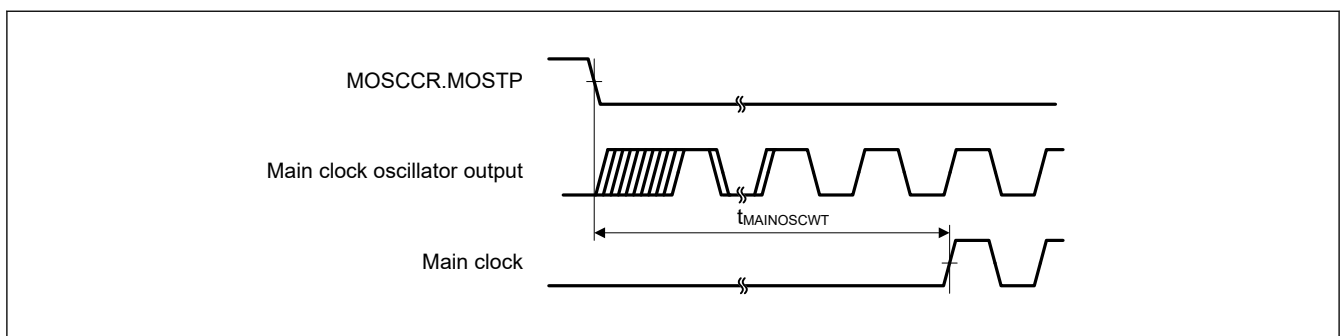 MOSCCR.MOSTP
Main clock oscillator output
tMAINOSCWT
Main clock